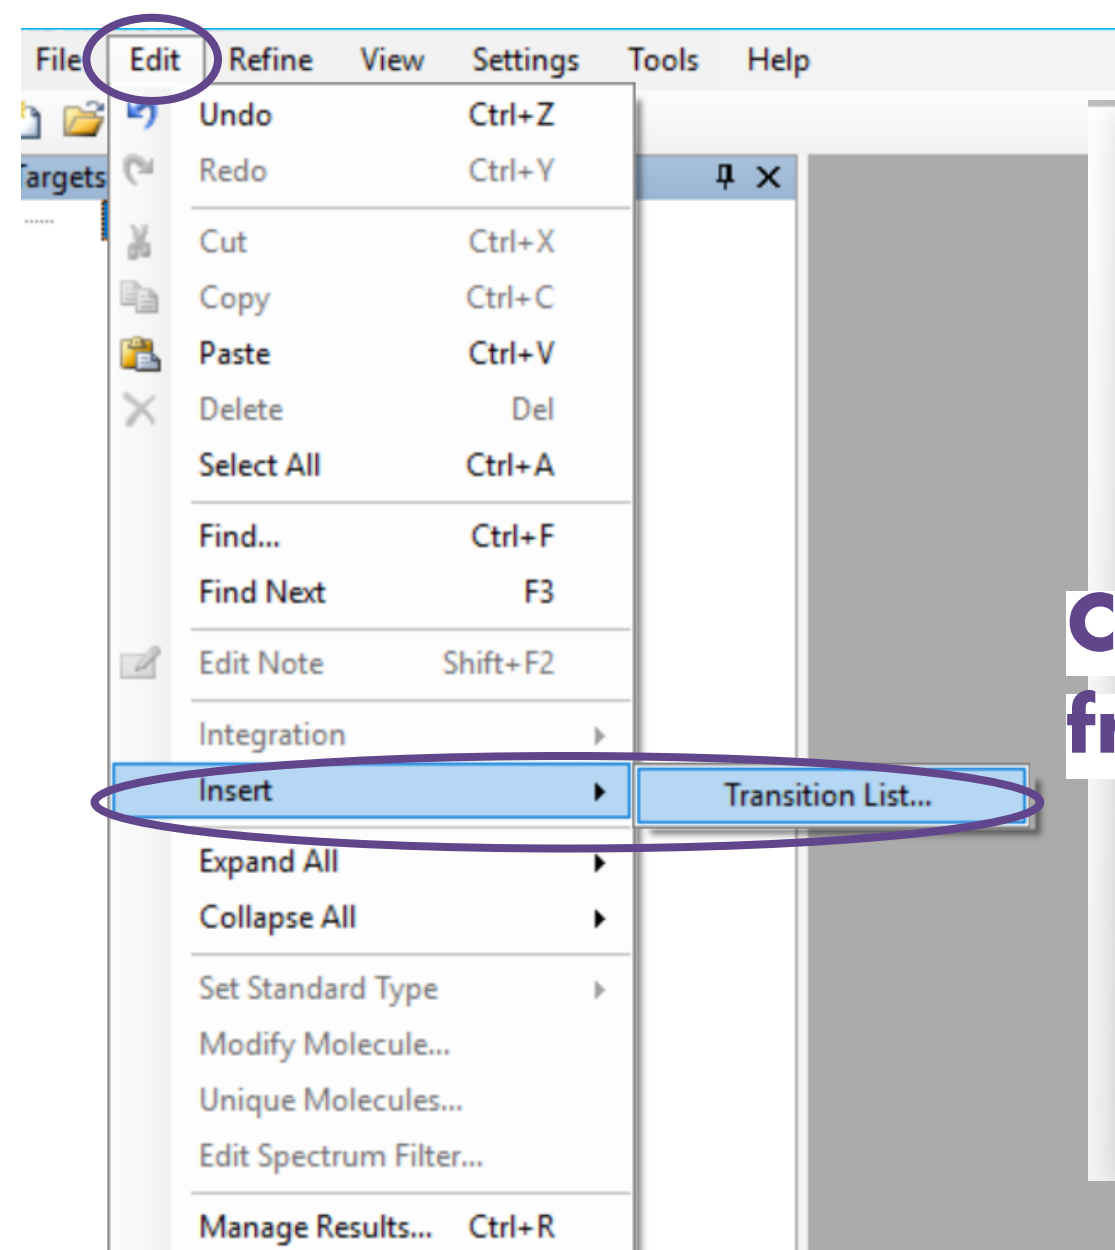 File Edit Refine View Settings Tools Help
Undo Ctrl+Z
Redo Ctrl+Y
Targets
Cut Ctrl+X
Copy Ctrl+C
Paste Ctrl+V
Delete Del
Select All Ctrl+A
Find... Ctrl+F
Find Next F3
Edit Note Shift+F2
Integration
Insert Transition List...
Expand All
Collapse All
Set Standard Type
Modify Molecule...
Unique Molecules...
Edit Spectrum Filter...
Manage Results... Ctrl+R